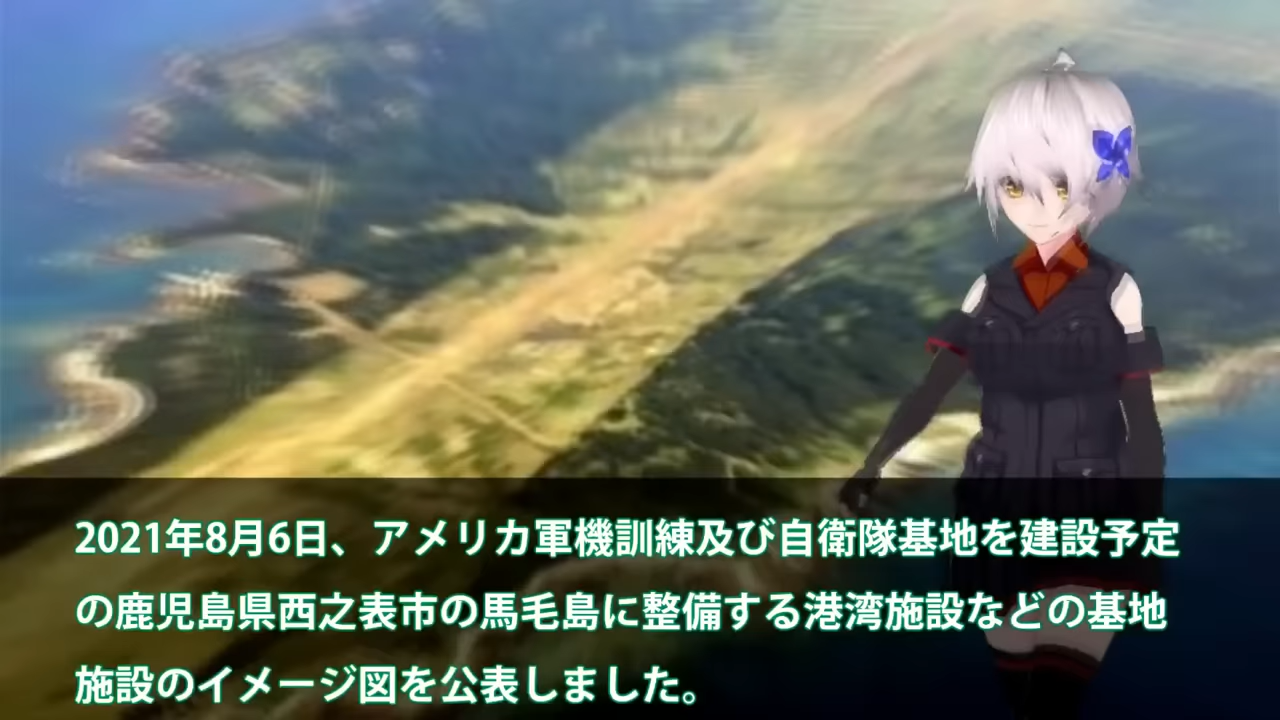 2021年8月6日、アメリカ軍機訓練及び自衛隊基地を建設予定
の鹿児島県西之表市の馬毛島に整備する港湾施設などの基地
施設のイメージ図を公表しました。